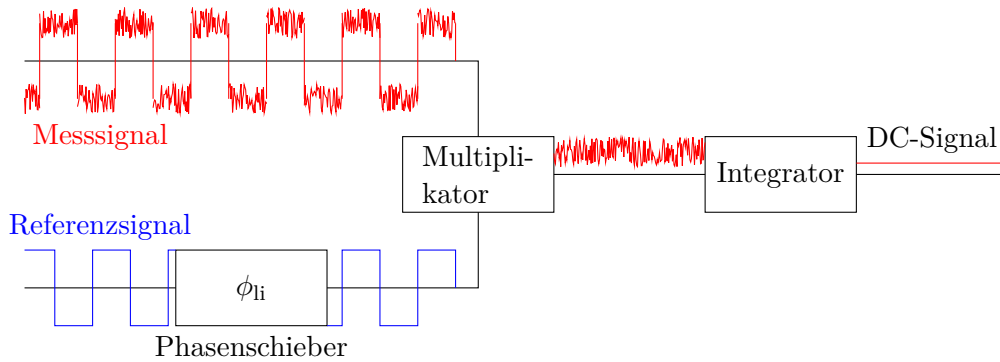 Messsignal
Multipli-
kator
Integrator
DC-Signal
Referenzsignal
ϕli
Phasenschieber